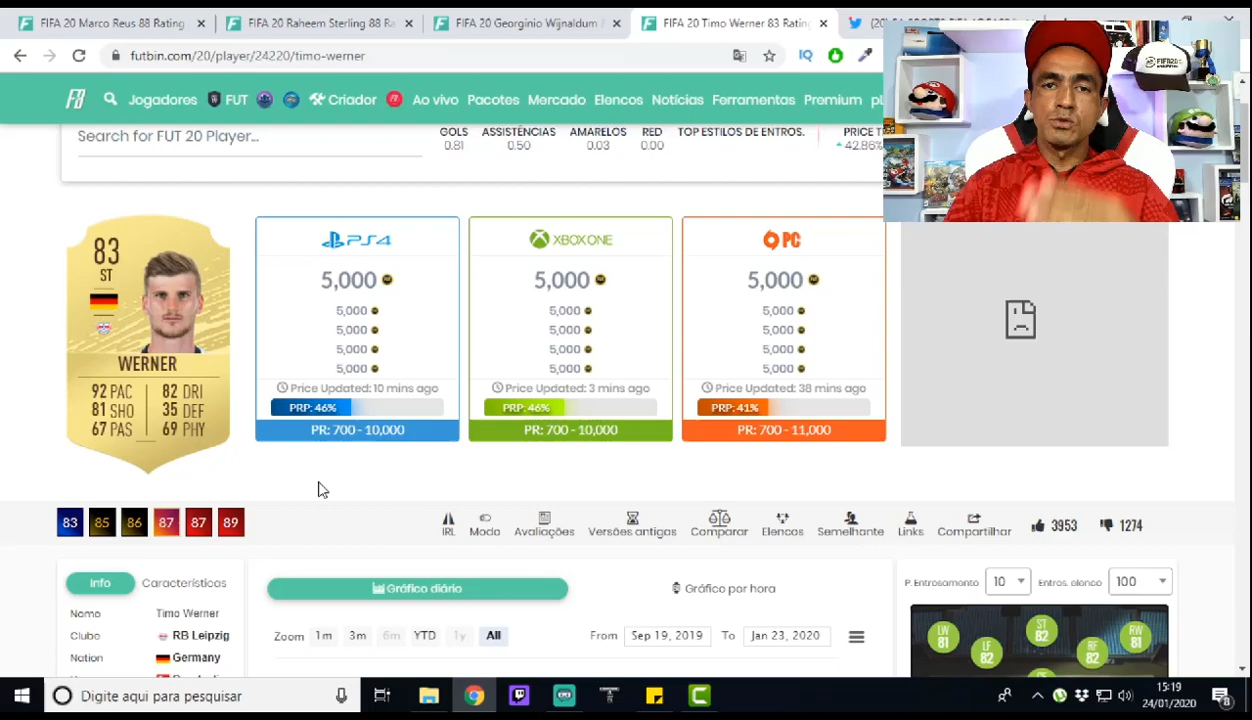 FIFA 20 Marco Reus 88 Rating
FIFA 20 Raheem Sterling 88 Ra
FIFA 20 Georginio Wijnaldum
FIFA 20 Timo Werner 83 Rating
futbin.com/20/player/24220/timo-werner
IQ
FIFA20
Jogadores
FUT
Criador
Ao vivo
Pacotes
Mercado
Elencos
Notícias
Ferramentas
Premium
Search for FUT 20 Player...
GOLS
ASSISTÊNCIAS
AMARELOS
RED
TOP ESTILOS DE ENTROS.
0.81
0.50
0.03
0.00
42.86%
83
ST
WERNER
92 PAC
82 DRI
81 SHO
35 DEF
67 PAS
69 PHY
PS4
5,000
5,000
5,000
5,000
5,000
Price Updated: 10 mins ago
PRP: 46%
PR: 700 - 10,000
XBOX ONE
5,000
5,000
5,000
5,000
5,000
Price Updated: 3 mins ago
PRP: 46%
PR: 700 - 10,000
PC
5,000
5,000
5,000
5,000
5,000
Price Updated: 38 mins ago
PRP: 41%
PR: 700 - 11,000
83
85
86
87
87
89
IRL
Modo
Avaliações
Versões antigas
Comparar
Elencos
Semelhante
Links
Compartilhar
3953
1274
Info
Características
Nome
Timo Werner
Clube
RB Leipzig
Nation
Germany
Gráfico diário
Gráfico por hora
Zoom
1m
3m
6m
YTD
1y
All
From
Sep 19, 2019
To
Jan 23, 2020
P. Entrosamento
10
Entros. elenco
100
LW
81
LF
82
ST
82
RF
82
RW
81
Digite aqui para pesquisar
15:19
24/01/2020
8